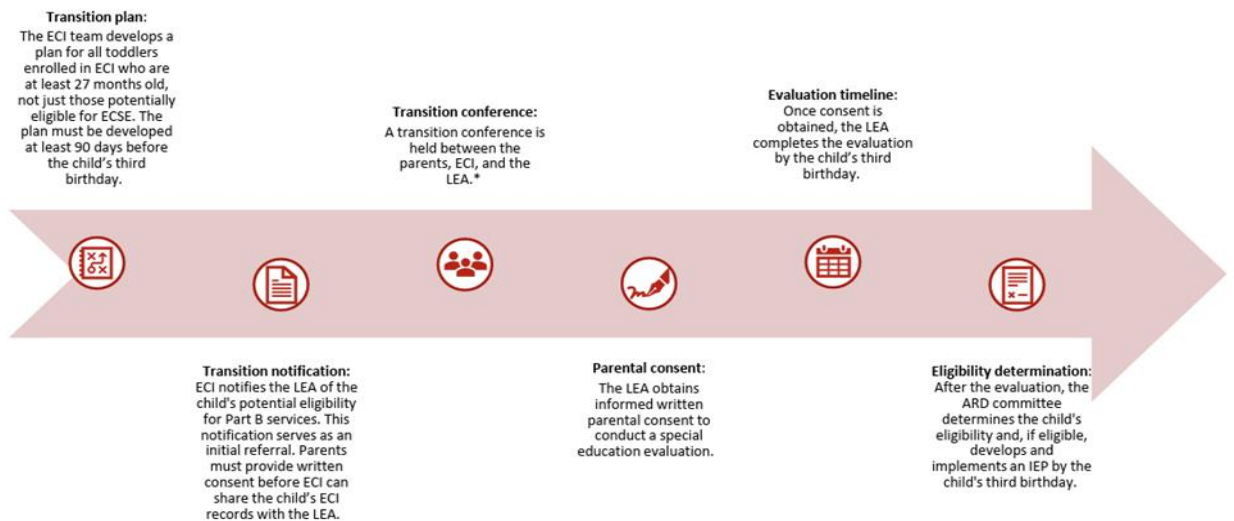 Transition plan:
The ECI team develops a
plan for all toddlers
enrolled in ECI who are
at least 27 months old,
not just those potentially
eligible for ECSE. The
plan must be developed
at least 90 days before
the child’s third
birthday.
Transition notification:
ECI notifies the LEA of the
child's potential eligibility
for Part B services. This
notification serves as an
initial referral. Parents
must provide written
consent before ECI can
share the child’s ECI
records with the LEA.
Transition conference:
A transition conference is
held between the
parents, ECI, and the
LEA.*
Parental consent:
The LEA obtains
informed written
parental consent to
conduct a special
education evaluation.
Evaluation timeline:
Once consent is
obtained, the LEA
completes the evaluation
by the child’s third
birthday.
Eligibility determination:
After the evaluation, the
ARD committee
determines the child's
eligibility and, if eligible,
develops and
implements an IEP by the
child's third birthday.